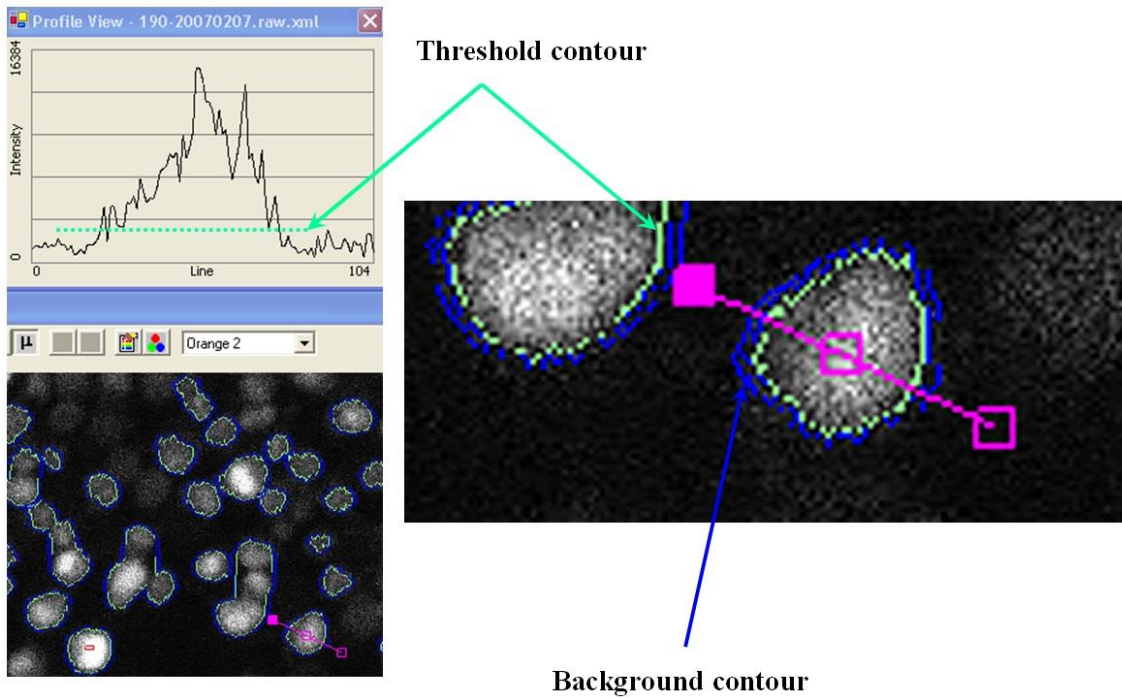 Profile View - 190-20070207.raw.xml
Threshold contour
16384
Intensity
0
0 Line 104
µ
Orange 2
Background contour